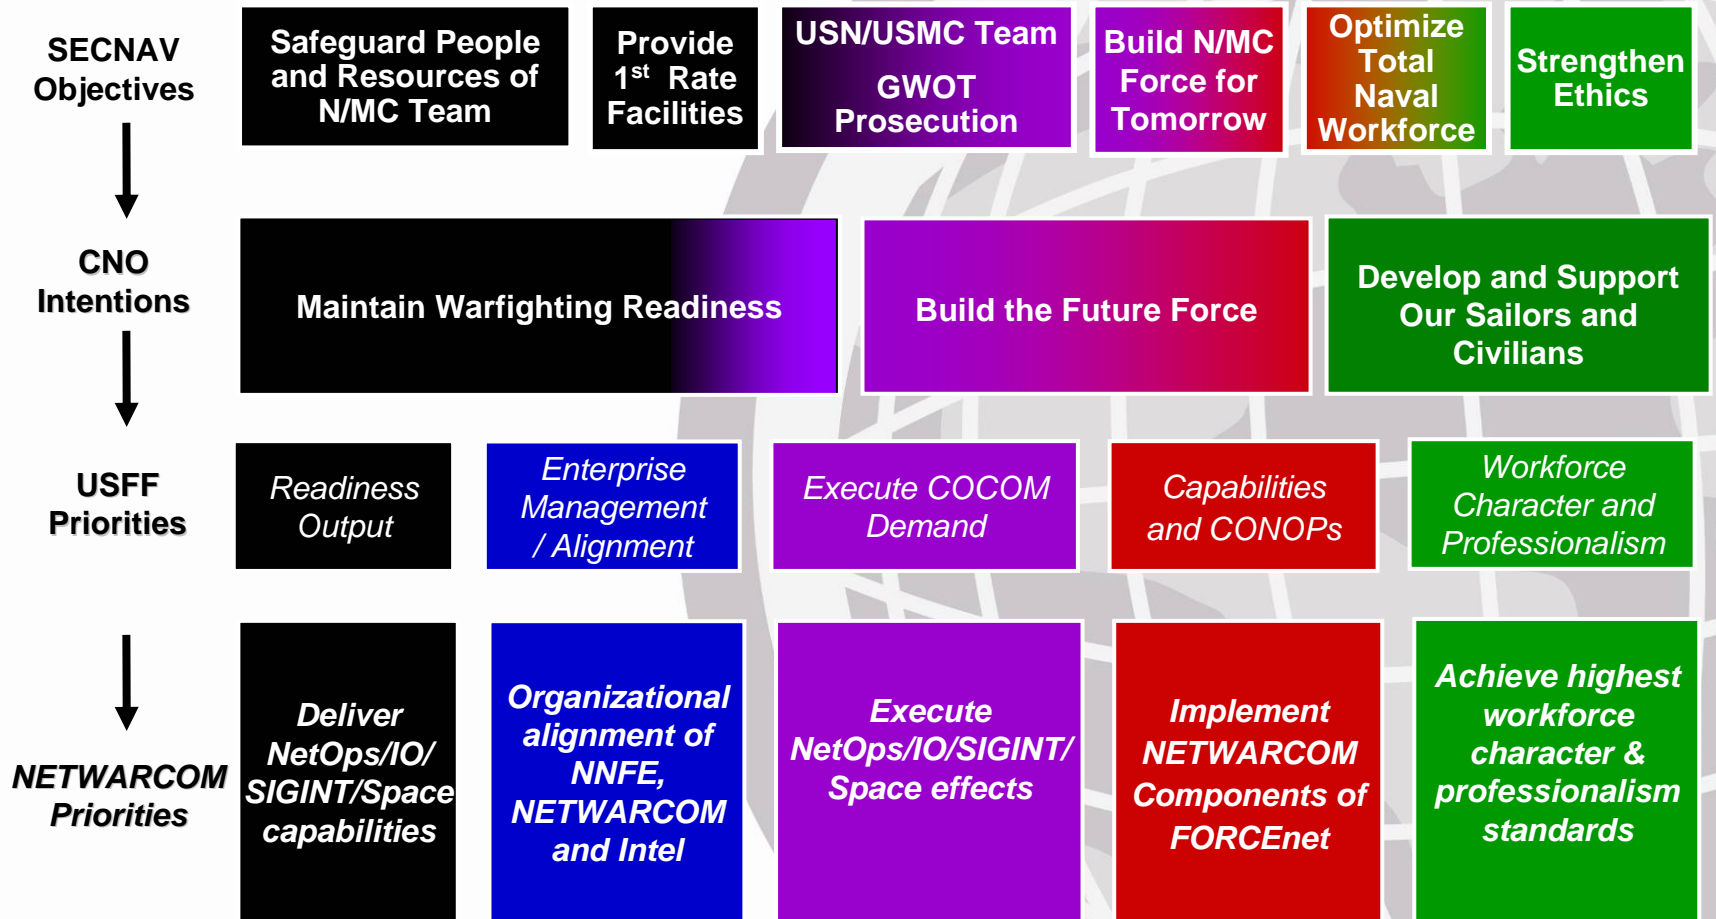 SECNAV
Objectives
Safeguard People
and Resources of
N/MC Team
Provide
1st Rate
Facilities
USN/USMC Team
GWOT
Prosecution
Build N/MC
Force for
Tomorrow
Optimize
Total
Naval
Workforce
Strengthen
Ethics
CNO
Intentions
Maintain Warfighting Readiness
Build the Future Force
Develop and Support
Our Sailors and
Civilians
USFF
Priorities
Readiness
Output
Enterprise
Management
/ Alignment
Execute COCOM
Demand
Capabilities
and CONOPs
Workforce
Character and
Professionalism
NETWARCOM
Priorities
Deliver
NetOps/IO/
SIGINT/Space
capabilities
Organizational
alignment of
NNFE,
NETWARCOM
and Intel
Execute
NetOps/IO/SIGINT/
Space effects
Implement
NETWARCOM
Components of
FORCEnet
Achieve highest
workforce
character &
professionalism
standards